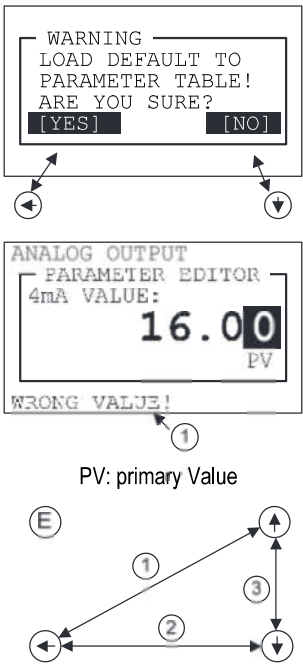 WARNING
LOAD DEFAULT TO
PARAMETER TABLE!
ARE YOU SURE?
[YES] [NO]
ANALOG OUTPUT
PARAMETER EDITOR
4mA VALUE:
16.00
PV
WRONG VALUE!
1
PV: primary Value
E
1
3
2